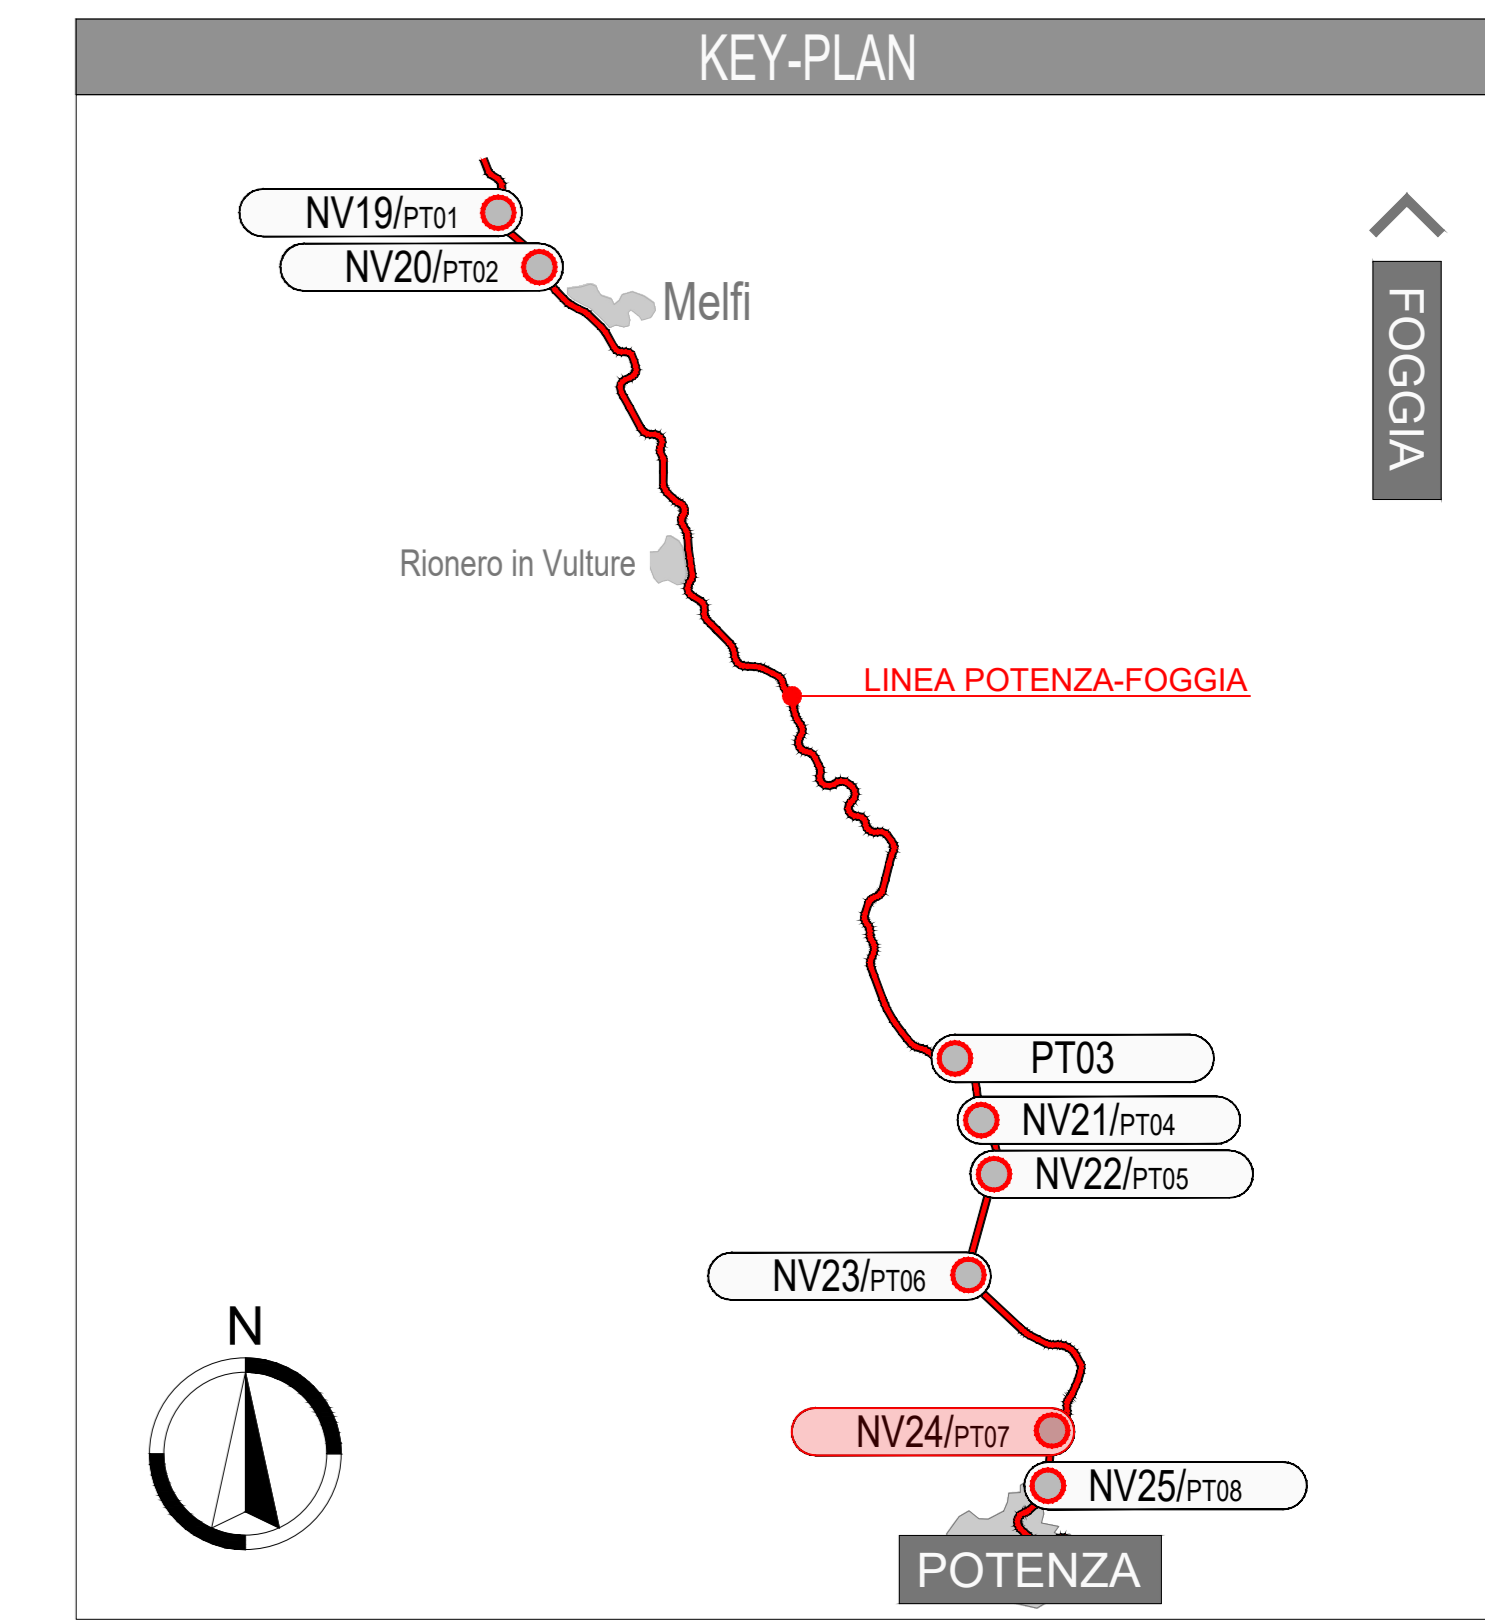 KEY-PLAN
NV19/PT01
NV20/PT02
Melfi
FOGGIA
Rionero in Vulture
LINEA POTENZA-FOGGIA
PT03
NV21/PT04
NV22/PT05
NV23/PT06
N
NV24/PT07
NV25/PT08
POTENZA